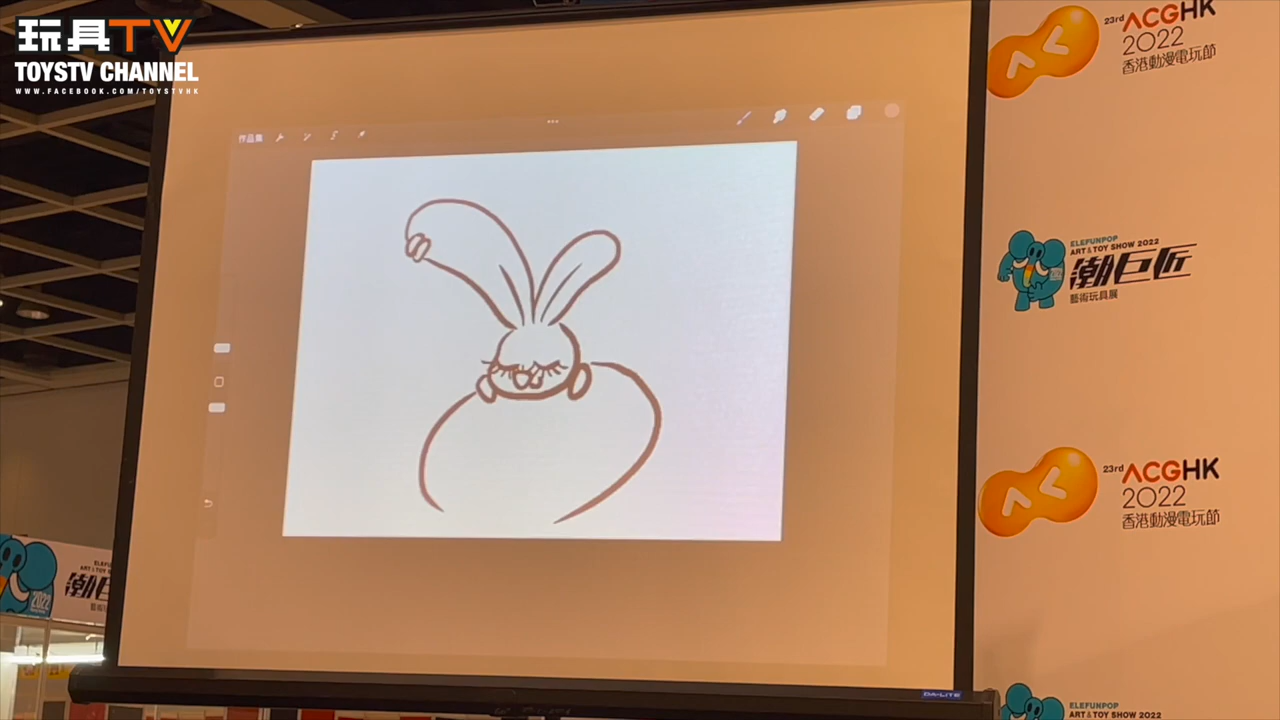 玩具TV
TOYSTV CHANNEL
WWW.FACEBOOK.COM/TOYSTVHK
作品集
DA-LITE
23rd ACGHK
2022
香港動漫電玩節
ELEFUNPOP
ART & TOY SHOW 2022
潮巨匠
藝術玩具展
23rd ACGHK
2022
香港動漫電玩節
ELEFUNPOP
ART & TOY SHOW 2022
2022